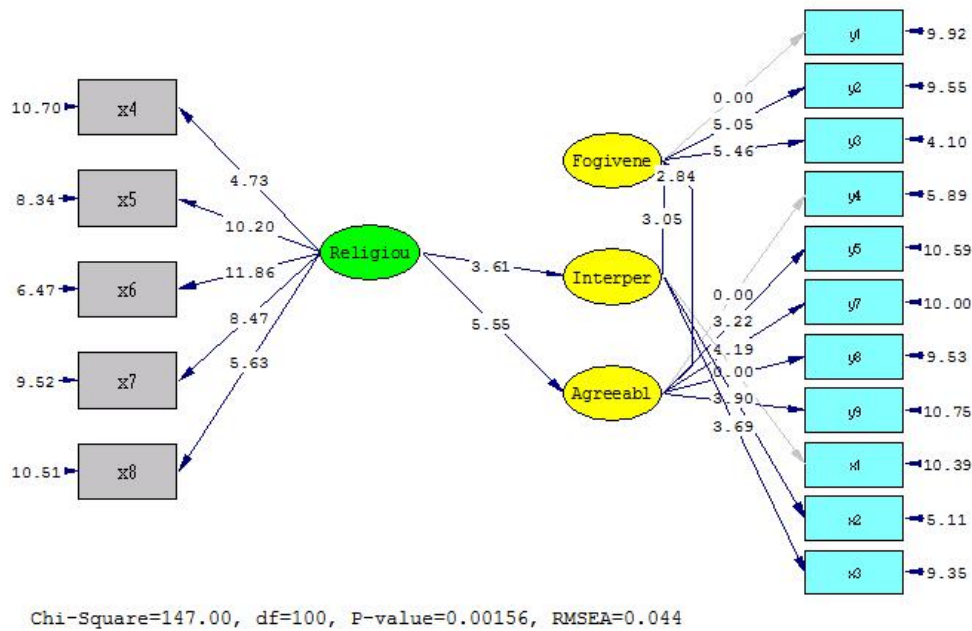 10.70
x4
8.34
x5
6.47
x6
9.52
x7
10.51
x8
4.73
10.20
11.86
8.47
5.63
Religiou
3.61
5.55
Fogivene
Interper
Agreeabl
0.00
5.05
5.46
2.84
3.05
0.00
3.22
4.19
0.00
3.90
3.69
y1
9.92
y2
9.55
y3
4.10
y4
5.89
y5
10.59
y7
10.00
y8
9.53
y9
10.75
x1
10.39
x2
5.11
x3
9.35
Chi-Square=147.00, df=100, P-value=0.00156, RMSEA=0.044